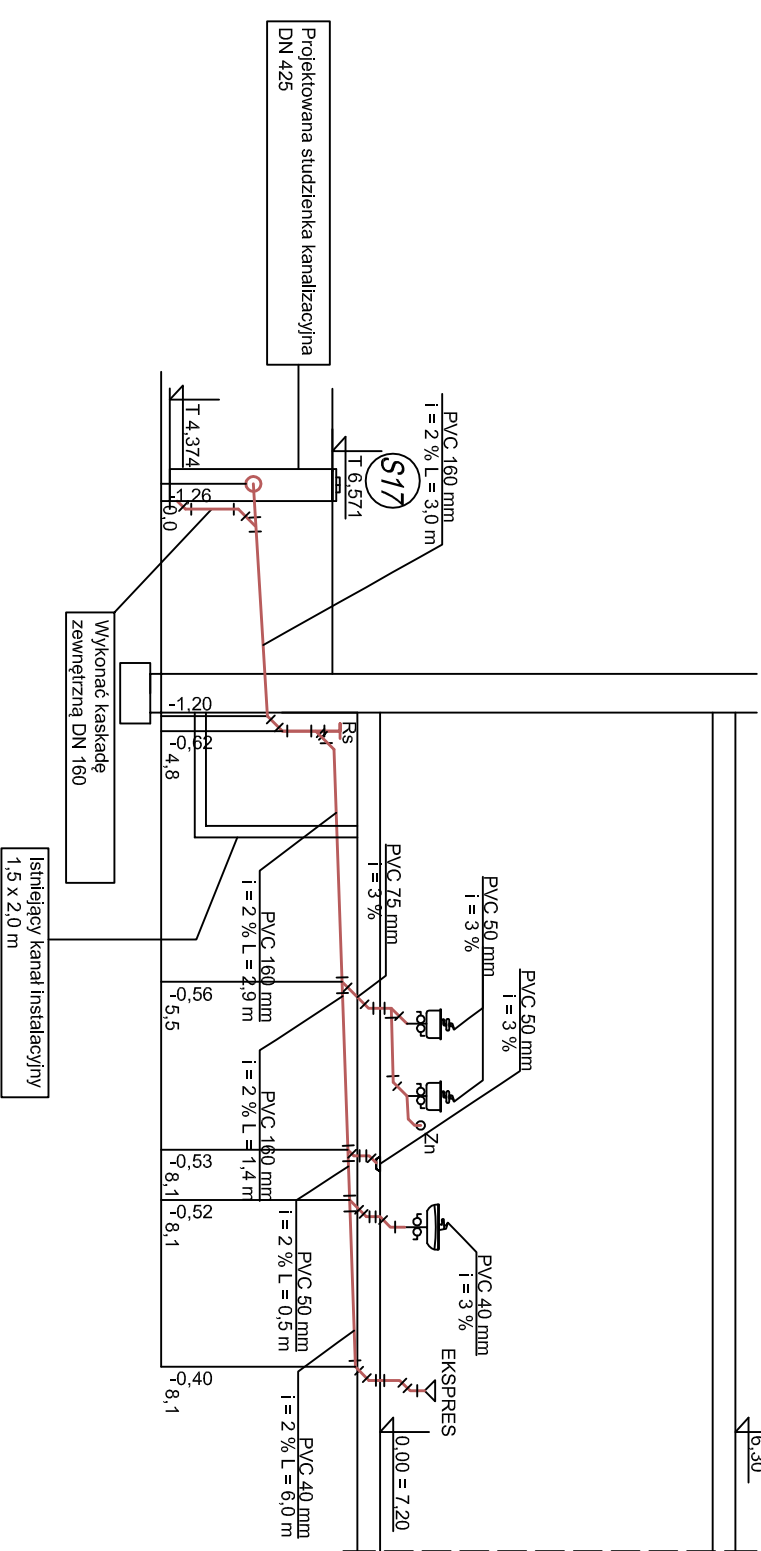 Projektowana studzienka kanalizacyjna
DN 425
T 4,374
T 6,571
S17
PVC 160 mm
i = 2 % L = 3,0 m
-1,26
0,0
Wykonać kaskadę
zewnętrzną DN 160
-1,20
-0,62
4,8
Rs
Istniejący kanał instalacyjny
1,5 x 2,0 m
PVC 160 mm
i = 2 % L = 2,9 m
PVC 75 mm
i = 3 %
PVC 50 mm
i = 3 %
PVC 50 mm
i = 3 %
-0,56
5,5
PVC 160 mm
i = 2 % L = 1,4 m
Zn
-0,53
8,1
-0,52
8,1
PVC 50 mm
i = 2 % L = 0,5 m
PVC 40 mm
i = 3 %
EKSPRES
-0,40
8,1
PVC 40 mm
i = 2 % L = 6,0 m
0,00 = 7,20
6,30